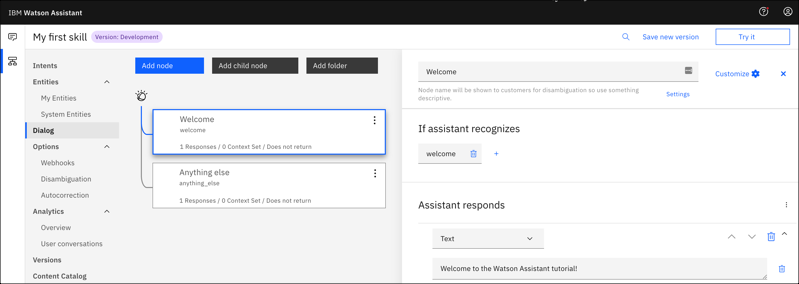 IBM Watson Assistant
My first skill
Version: Development
Save new version
Try it
Intents
Entities
My Entities
System Entities
Dialog
Options
Webhooks
Disambiguation
Autocorrection
Analytics
Overview
User conversations
Versions
Content Catalog
Add node
Add child node
Add folder
Welcome
welcome
1 Responses / 0 Context Set / Does not return
Anything else
anything_else
1 Responses / 0 Context Set / Does not return
Welcome
Customize
Node name will be shown to customers for disambiguation so use something
descriptive.
Settings
If assistant recognizes
welcome
Assistant responds
Text
Welcome to the Watson Assistant tutorial!